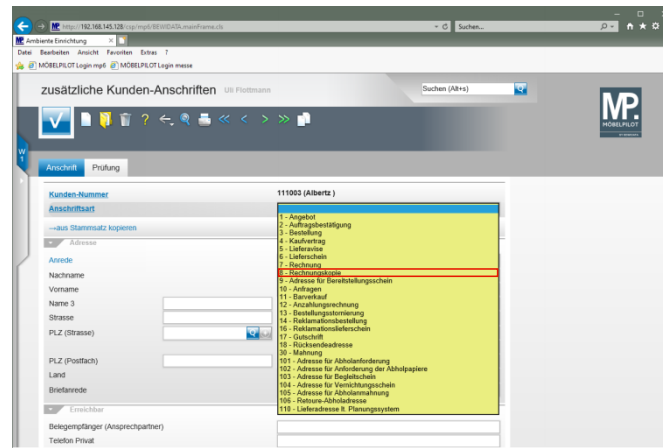 http://192.168.145.128/csp/mpli/BEWIDATA.mainFrame.cls
Suchen...
Ambiente Einrichtung
Datei Bearbeiten Ansicht Favoriten Extras ?
MÖBELPILOT Login mp6 MÖBELPILOT Login messe
zusätzliche Kunden-Anschriften Uli Flottmann
Suchen (Alt+s)
MP.
MÖBELPILOT
W
1
Anschrift Prüfung
Kunden-Nummer 111003 (Albertz )
Anschriftsart
→aus Stammsatz kopieren
Adresse
Anrede
Nachname
Vorname
Name 3
Strasse
PLZ (Strasse)
PLZ (Postfach)
Land
Briefanrede
Erreichbar
Belegempfänger (Ansprechpartner)
Telefon Privat
1 - Angebot
2 - Auftragsbestätigung
3 - Bestellung
4 - Kaufvertrag
5 - Lieferavise
6 - Lieferschein
7 - Rechnung
8 - Rechnungskopie
9 - Adresse für Bereitstellungsschein
10 - Anfragen
11 - Barverkauf
12 - Anzahlungsrechnung
13 - Bestellungsstornierung
14 - Reklamationsbestellung
16 - Reklamationslieferschein
17 - Gutschrift
18 - Rücksendeadresse
30 - Mahnung
101 - Adresse für Abholanforderung
102 - Adresse für Anforderung der Abholpapiere
103 - Adresse für Begleitschein
104 - Adresse für Vernichtungsschein
105 - Adresse für Abholanmahnung
106 - Retoure-Abholadresse
110 - Lieferadresse lt. Planungssystem